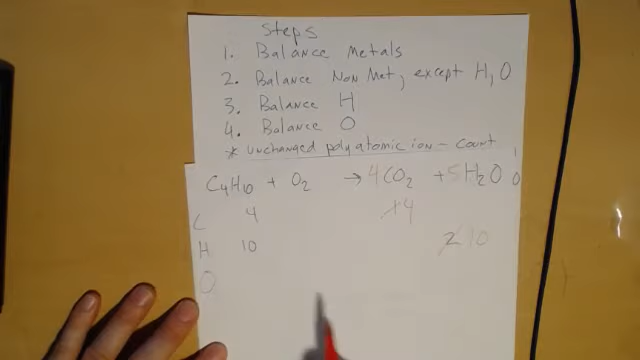 Steps
1. Balance Metals
2. Balance Non Met, except H, O
3. Balance H
4. Balance O
* unchanged polyatomic ion - count 1
C4H10 + O2 → 4CO2 + 5H2O O
C 4 1 4
H 10 2 10
O